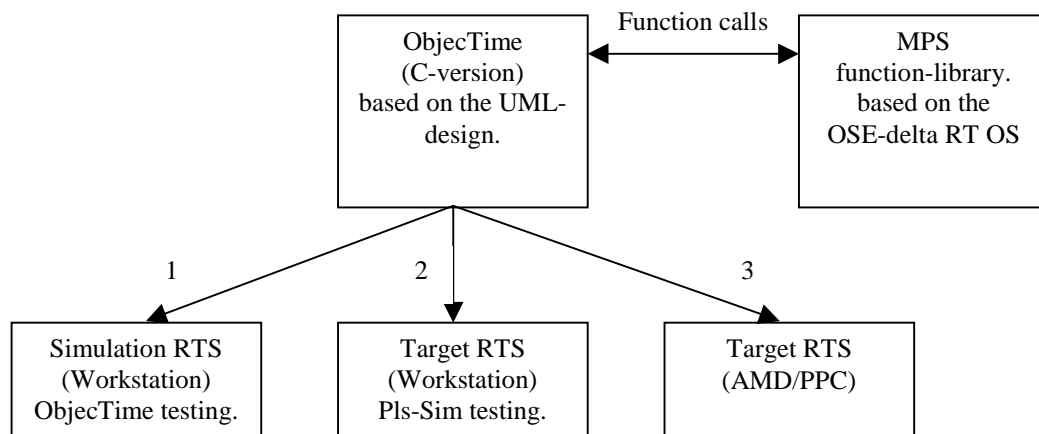 Function calls
ObjecTime
(C-version)
based on the UML-
design.
MPS
function-library.
based on the
OSE-delta RT OS
1
2
3
Simulation RTS
(Workstation)
ObjecTime testing.
Target RTS
(Workstation)
Pls-Sim testing.
Target RTS
(AMD/PPC)